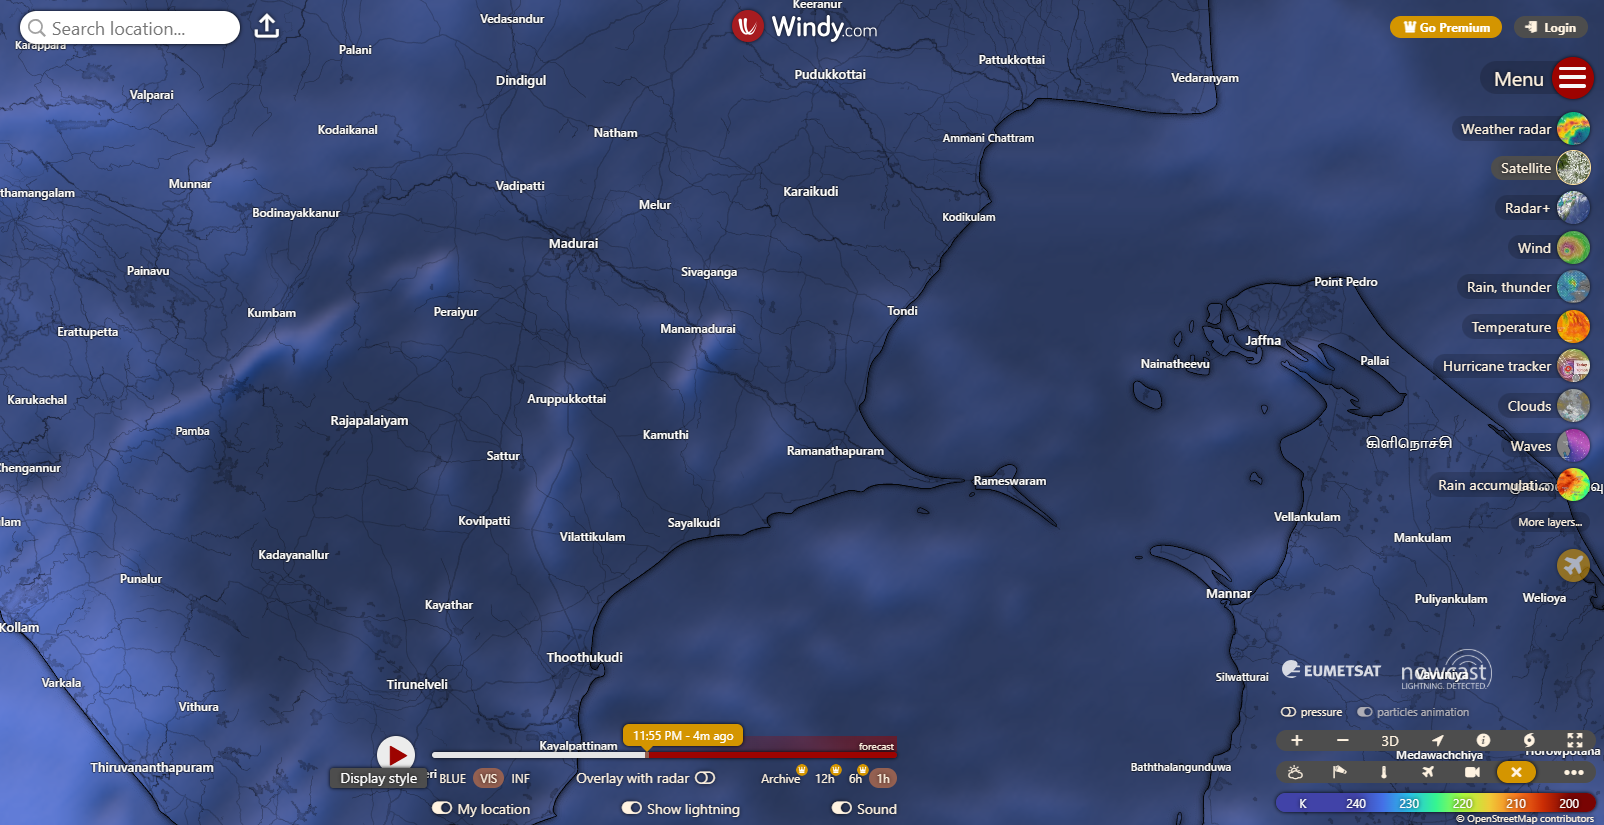 Search location...
Windy.com
Go Premium
Login
Menu
Weather radar
Satellite
Radar+
Wind
Rain, thunder
Temperature
Hurricane tracker
Clouds
Waves
Rain accumulati...
More layers...
Keeranur
Vedasandur
Karappara
Palani
Pattukkottai
Dindigul
Pudukkottai
Vedaranyam
Valparai
Kodaikanal
Natham
Ammani Chattram
Munnar
Vadipatti
Karaikudi
thamangalam
Bodinayakkanur
Melur
Kodikulam
Madurai
Painavu
Sivaganga
Point Pedro
Kumbam
Peraiyur
Tondi
Erattupetta
Manamadurai
Jaffna
Nainatheevu
Pallai
Karukachal
Aruppukkottai
Rajapalaiyam
Pamba
Kamuthi
கிளிநொச்சி
Sattur
Ramanathapuram
Chengannur
Rameswaram
lam
Kovilpatti
Sayalkudi
Vellankulam
Vilattikulam
Mankulam
Kadayanallur
Punalur
Mannar
Puliyankulam
Welioya
Kayathar
Kollam
Thoothukudi
Varkala
Tirunelveli
Silwatturai
Vavuniya
Vithura
Kayalpattinam
Thiruvananthapuram
Baththalangunduwa
Medawachchiya
Horowpotana
EUMETSAT
nowcast
LIGHTNING. DETECTED.
pressure
particles animation
11:55 PM - 4m ago
forecast
Display style
eri
BLUE VIS INF
Overlay with radar
Archive 12h 6h 1h
My location
Show lightning
Sound
3D
K 240 230 220 210 200
© OpenStreetMap contributors